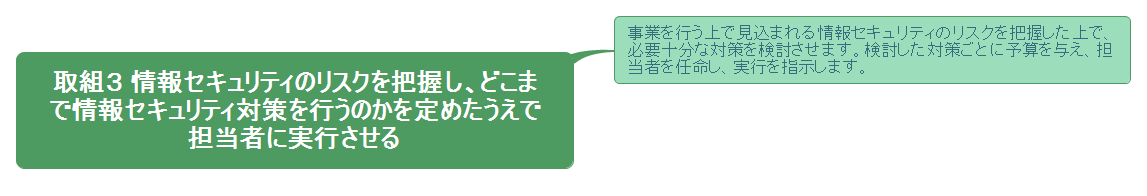 取組３ 情報セキュリティのリスクを把握し、どこま
で情報セキュリティ対策を行うのかを定めたうえで
担当者に実行させる
事業を行う上で見込まれる情報セキュリティのリスクを把握した上で、
必要十分な対策を検討させます。検討した対策ごとに予算を与え、担
当者を任命し、実行を指示します。